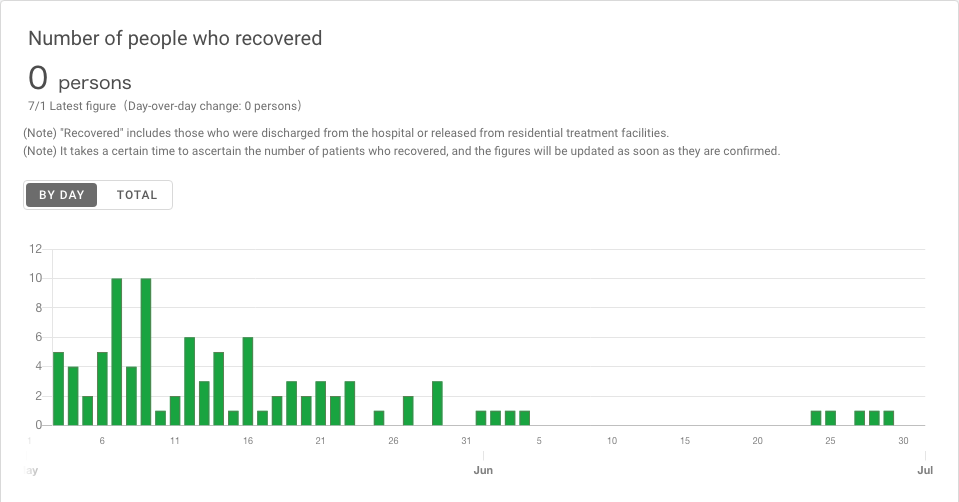 Number of people who recovered
0 persons
7/1 Latest figure（Day-over-day change: 0 persons）
(Note) "Recovered" includes those who were discharged from the hospital or released from residential treatment facilities.
(Note) It takes a certain time to ascertain the number of patients who recovered, and the figures will be updated as soon as they are confirmed.
BY DAY TOTAL
12
10
8
6
4
2
0
1 6 11 16 21 26 31 5 10 15 20 25 30
Jun Jul